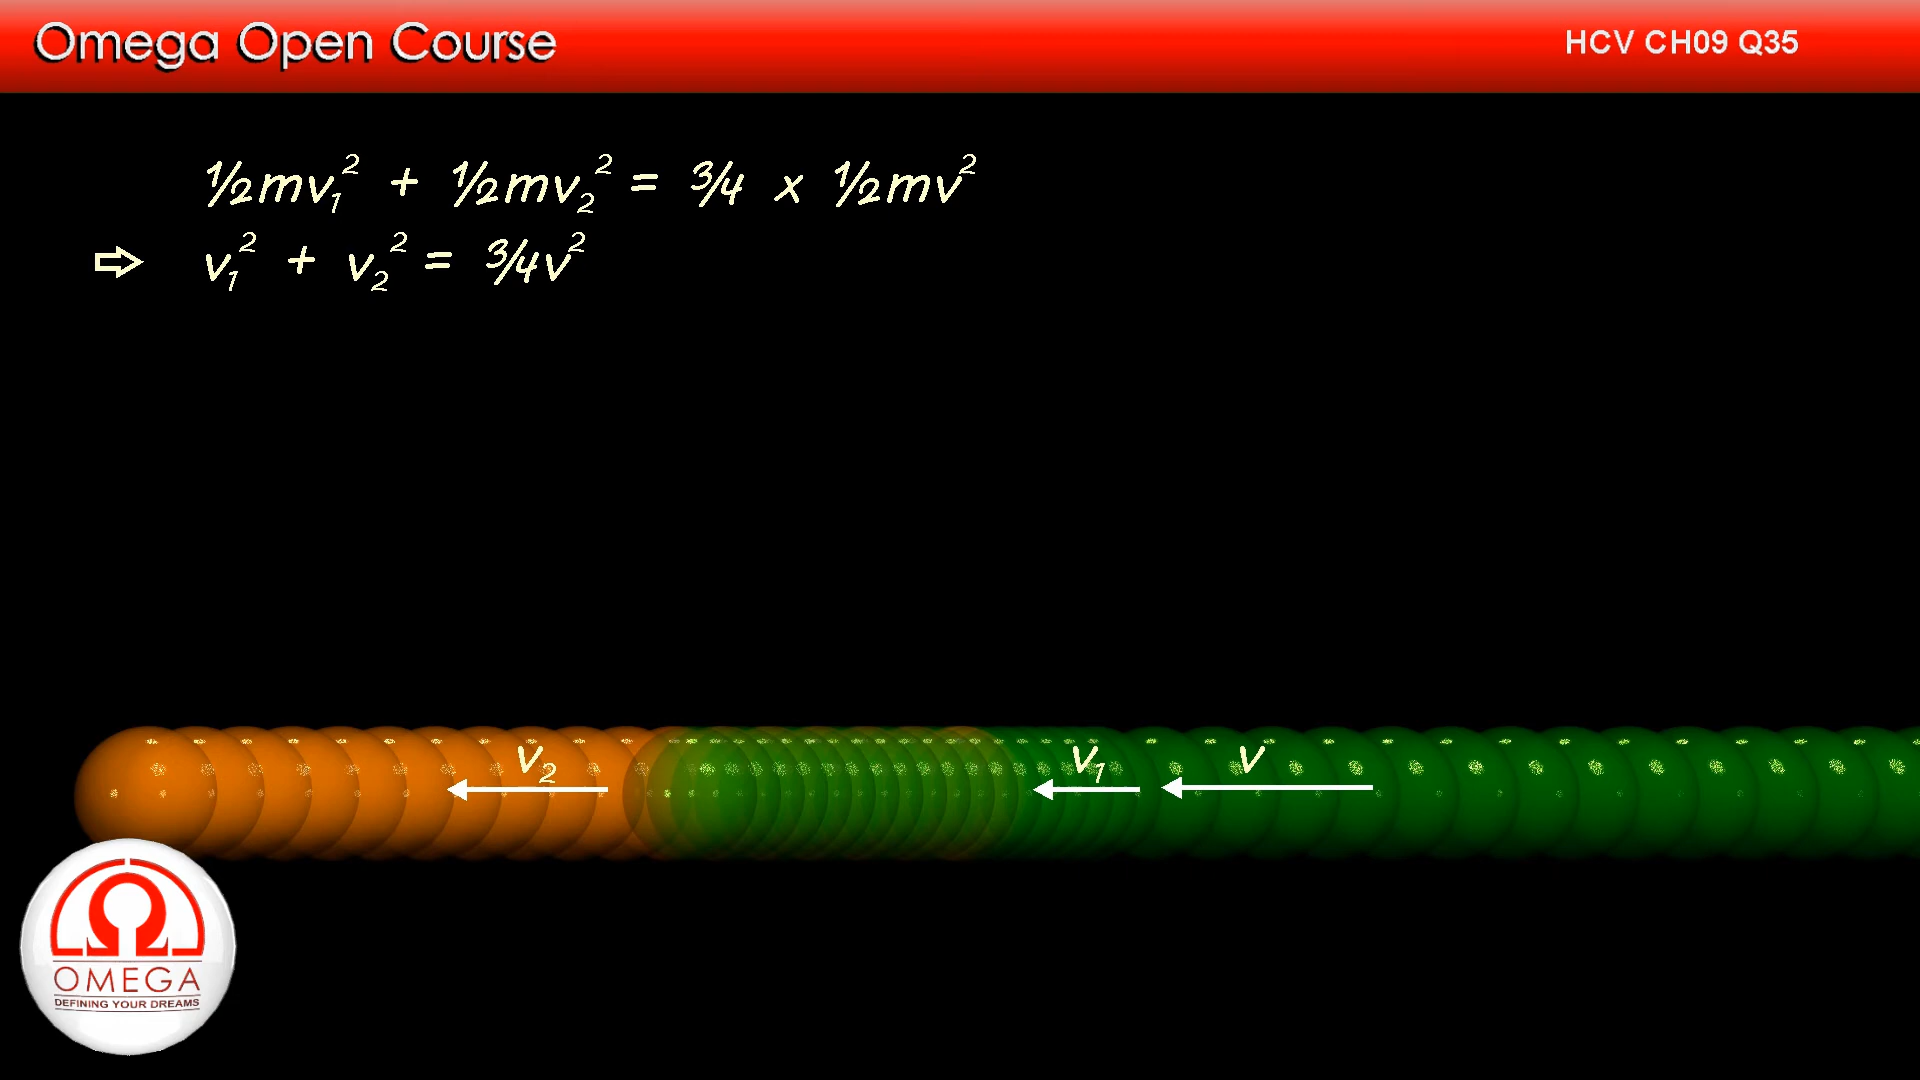 Omega Open Course
HCV CH09 Q35
½mv₁² + ½mv₂² = ¾ x ½mv²
⇨ v₁² + v₂² = ¾v²
v₂ v₁ v
Ω
OMEGA
DEFINING YOUR DREAMS